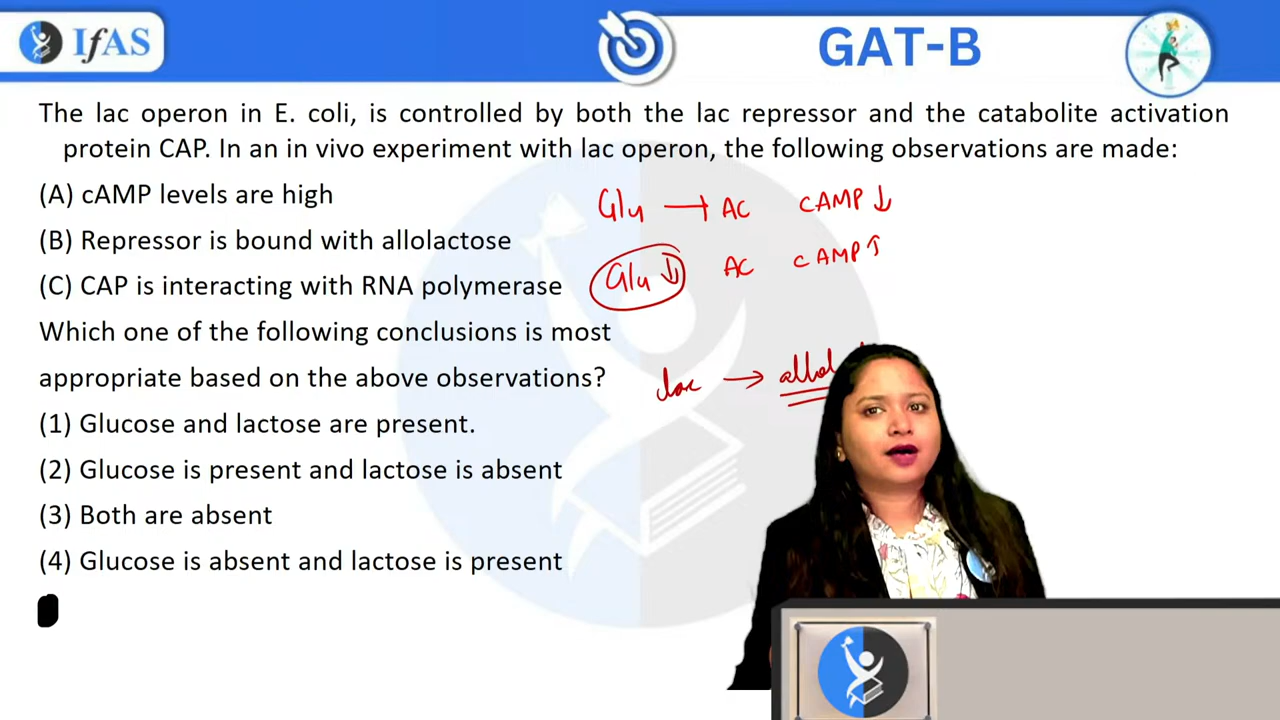 IfAS
GAT-B
The lac operon in E. coli, is controlled by both the lac repressor and the catabolite activation
protein CAP. In an in vivo experiment with lac operon, the following observations are made:
(A) cAMP levels are high
Glu ⊣ AC cAMP ↓
(B) Repressor is bound with allolactose
Glu ↓ AC cAMP ↑
(C) CAP is interacting with RNA polymerase
Which one of the following conclusions is most
appropriate based on the above observations?
lac → allol
(1) Glucose and lactose are present.
(2) Glucose is present and lactose is absent
(3) Both are absent
(4) Glucose is absent and lactose is present